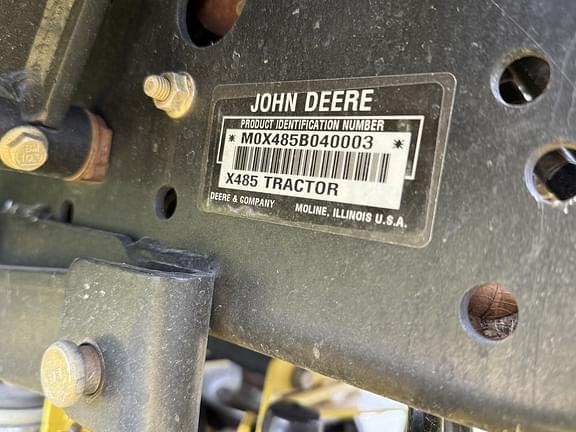 JOHN DEERE
PRODUCT IDENTIFICATION NUMBER
* M0X485B040003 *
X485 TRACTOR
DEERE & COMPANY MOLINE, ILLINOIS U.S.A.